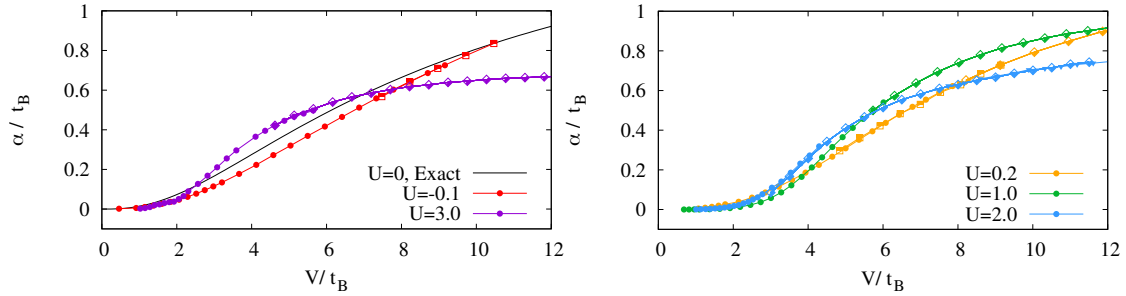 α / t_B
1
0.8
0.6
0.4
0.2
0
0 2 4 6 8 10 12
V/ t_B
U=0, Exact
U=-0.1
U=3.0
α / t_B
1
0.8
0.6
0.4
0.2
0
0 2 4 6 8 10 12
V/ t_B
U=0.2
U=1.0
U=2.0